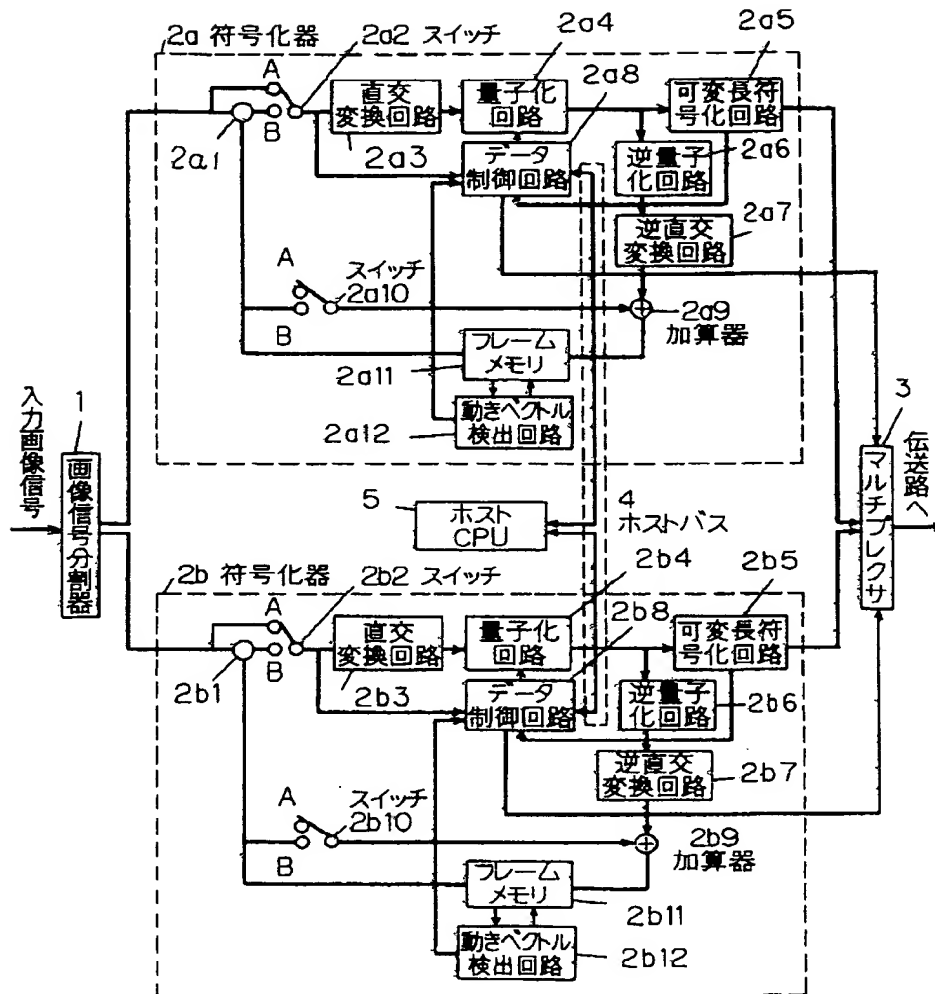 2a 符号化器
2a2 スイッチ
2a4
2a5
A
B
2a1
直交
変換回路
2a3
量子化
回路
2a8
可変長符
号化回路
データ
制御回路
逆量子
化回路
2a6
逆直交
変換回路
2a7
A
B
スイッチ
2a10
2a9
加算器
フレーム
メモリ
2a11
動きベクトル
検出回路
2a12
入力画像信号
1
画像信号分割器
5
ホスト
CPU
4
ホストバス
3
マルチプレクサ
伝送路へ
2b 符号化器
2b2 スイッチ
2b4
2b5
A
B
2b1
直交
変換回路
2b3
量子化
回路
2b8
可変長符
号化回路
データ
制御回路
逆量子
化回路
2b6
逆直交
変換回路
2b7
A
B
スイッチ
2b10
2b9
加算器
フレーム
メモリ
2b11
動きベクトル
検出回路
2b12